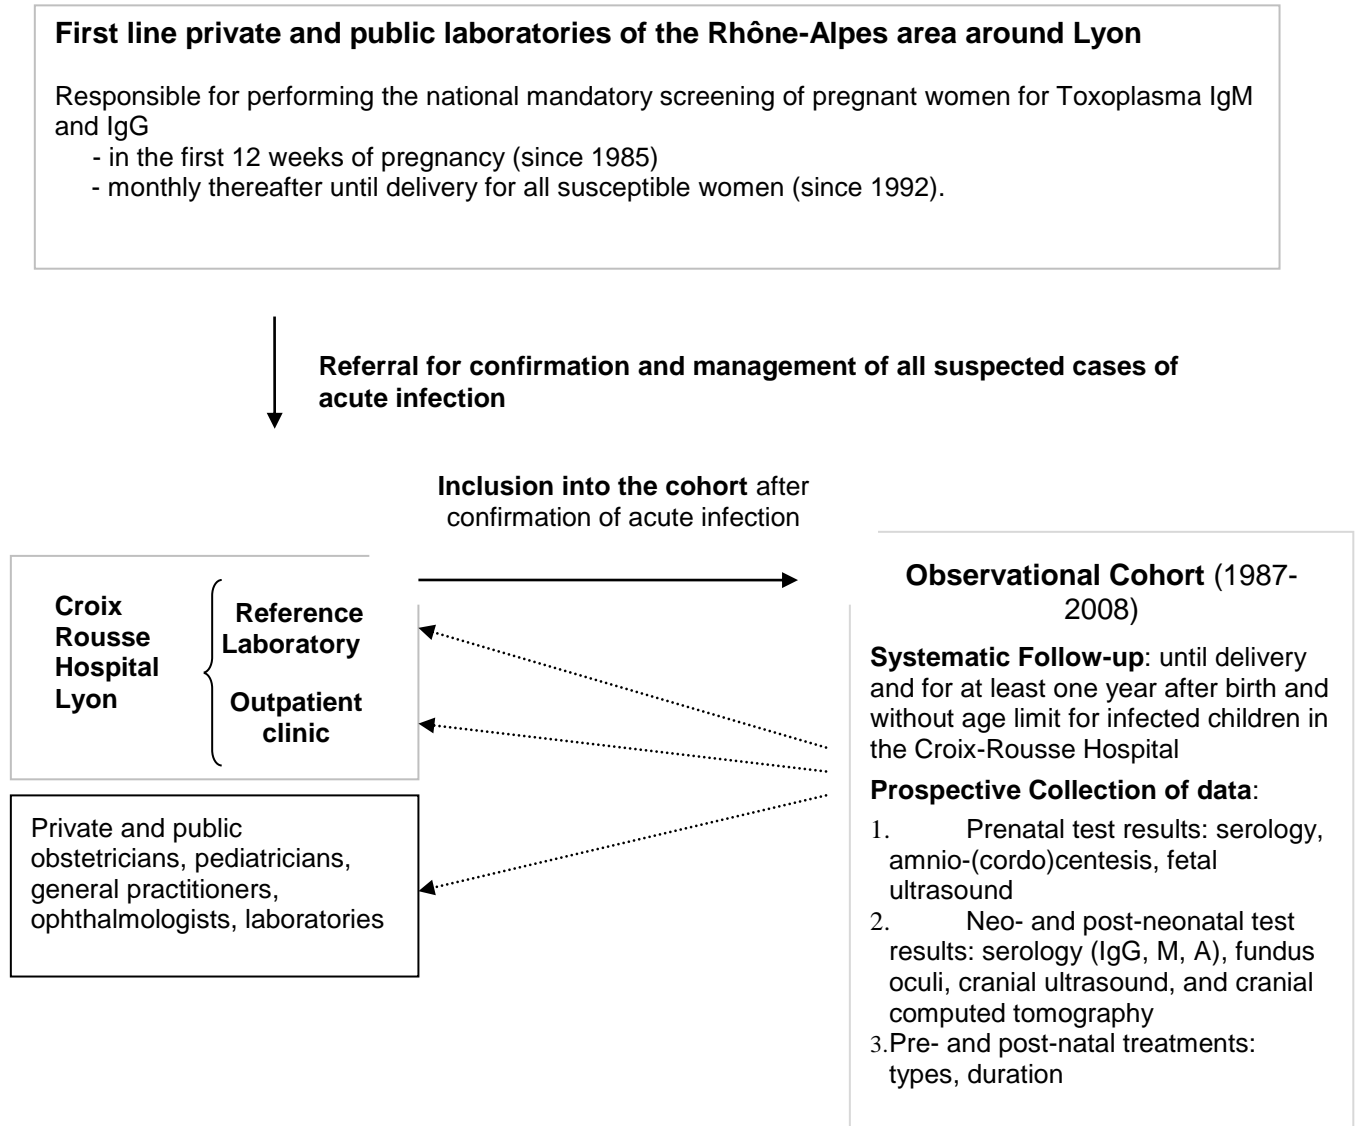 First line private and public laboratories of the Rhône-Alpes area around Lyon
Responsible for performing the national mandatory screening of pregnant women for Toxoplasma IgM
and IgG
- in the first 12 weeks of pregnancy (since 1985)
- monthly thereafter until delivery for all susceptible women (since 1992).
Referral for confirmation and management of all suspected cases of
acute infection
Inclusion into the cohort after
confirmation of acute infection
Croix
Rousse
Hospital
Lyon
Reference
Laboratory
Outpatient
clinic
Private and public
obstetricians, pediatricians,
general practitioners,
ophthalmologists, laboratories
Observational Cohort (1987-
2008)
Systematic Follow-up: until delivery
and for at least one year after birth and
without age limit for infected children in
the Croix-Rousse Hospital
Prospective Collection of data:
1. Prenatal test results: serology,
amnio-(cordo)centesis, fetal
ultrasound
2. Neo- and post-neonatal test
results: serology (IgG, M, A), fundus
oculi, cranial ultrasound, and cranial
computed tomography
3.Pre- and post-natal treatments:
types, duration